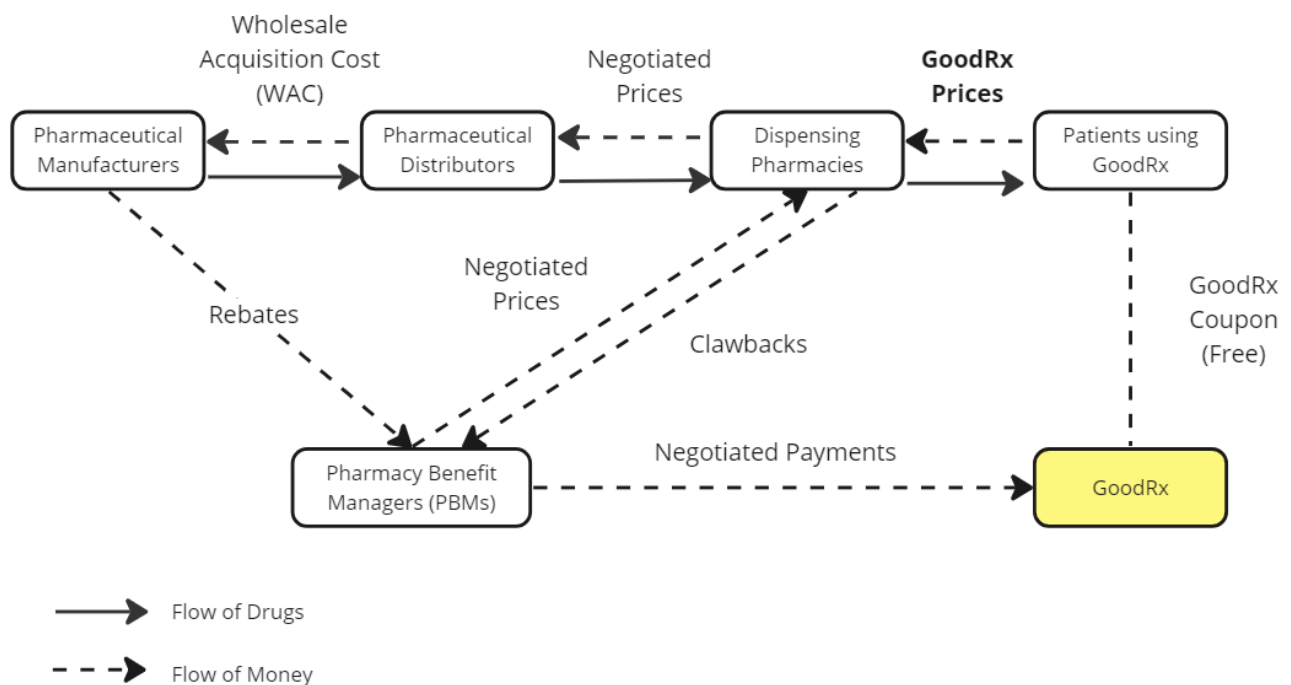 Wholesale
Acquisition Cost
(WAC)
Negotiated
Prices
GoodRx
Prices
Pharmaceutical
Manufacturers
Pharmaceutical
Distributors
Dispensing
Pharmacies
Patients using
GoodRx
Rebates
Negotiated
Prices
Clawbacks
GoodRx
Coupon
(Free)
Pharmacy Benefit
Managers (PBMs)
Negotiated Payments
GoodRx
Flow of Drugs
Flow of Money